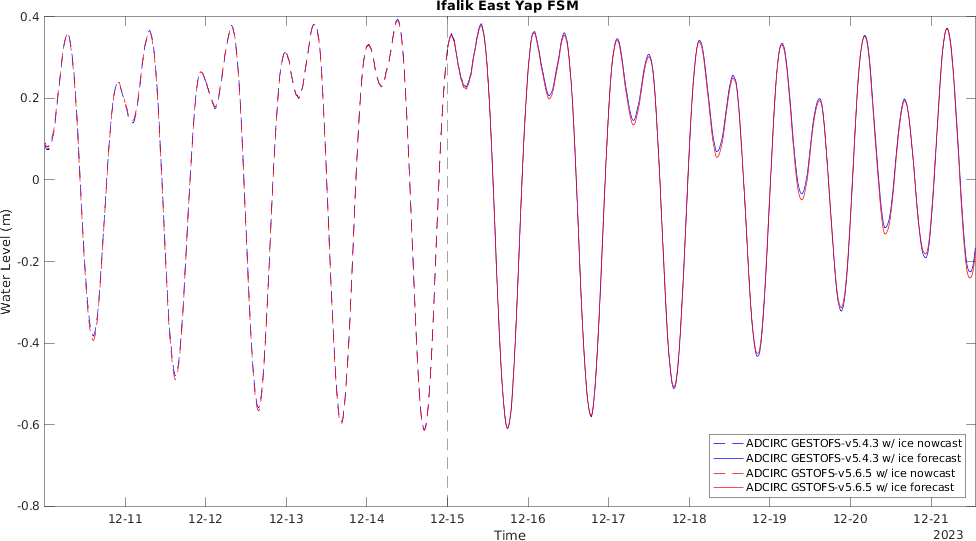 Ifalik East Yap FSM
0.4
0.2
0
-0.2
-0.4
-0.6
-0.8
Water Level (m)
ADCIRC GESTOFS-v5.4.3 w/ ice nowcast
ADCIRC GESTOFS-v5.4.3 w/ ice forecast
ADCIRC GSTOFS-v5.6.5 w/ ice nowcast
ADCIRC GSTOFS-v5.6.5 w/ ice forecast
12-11 12-12 12-13 12-14 12-15 12-16 12-17 12-18 12-19 12-20 12-21
Time
2023